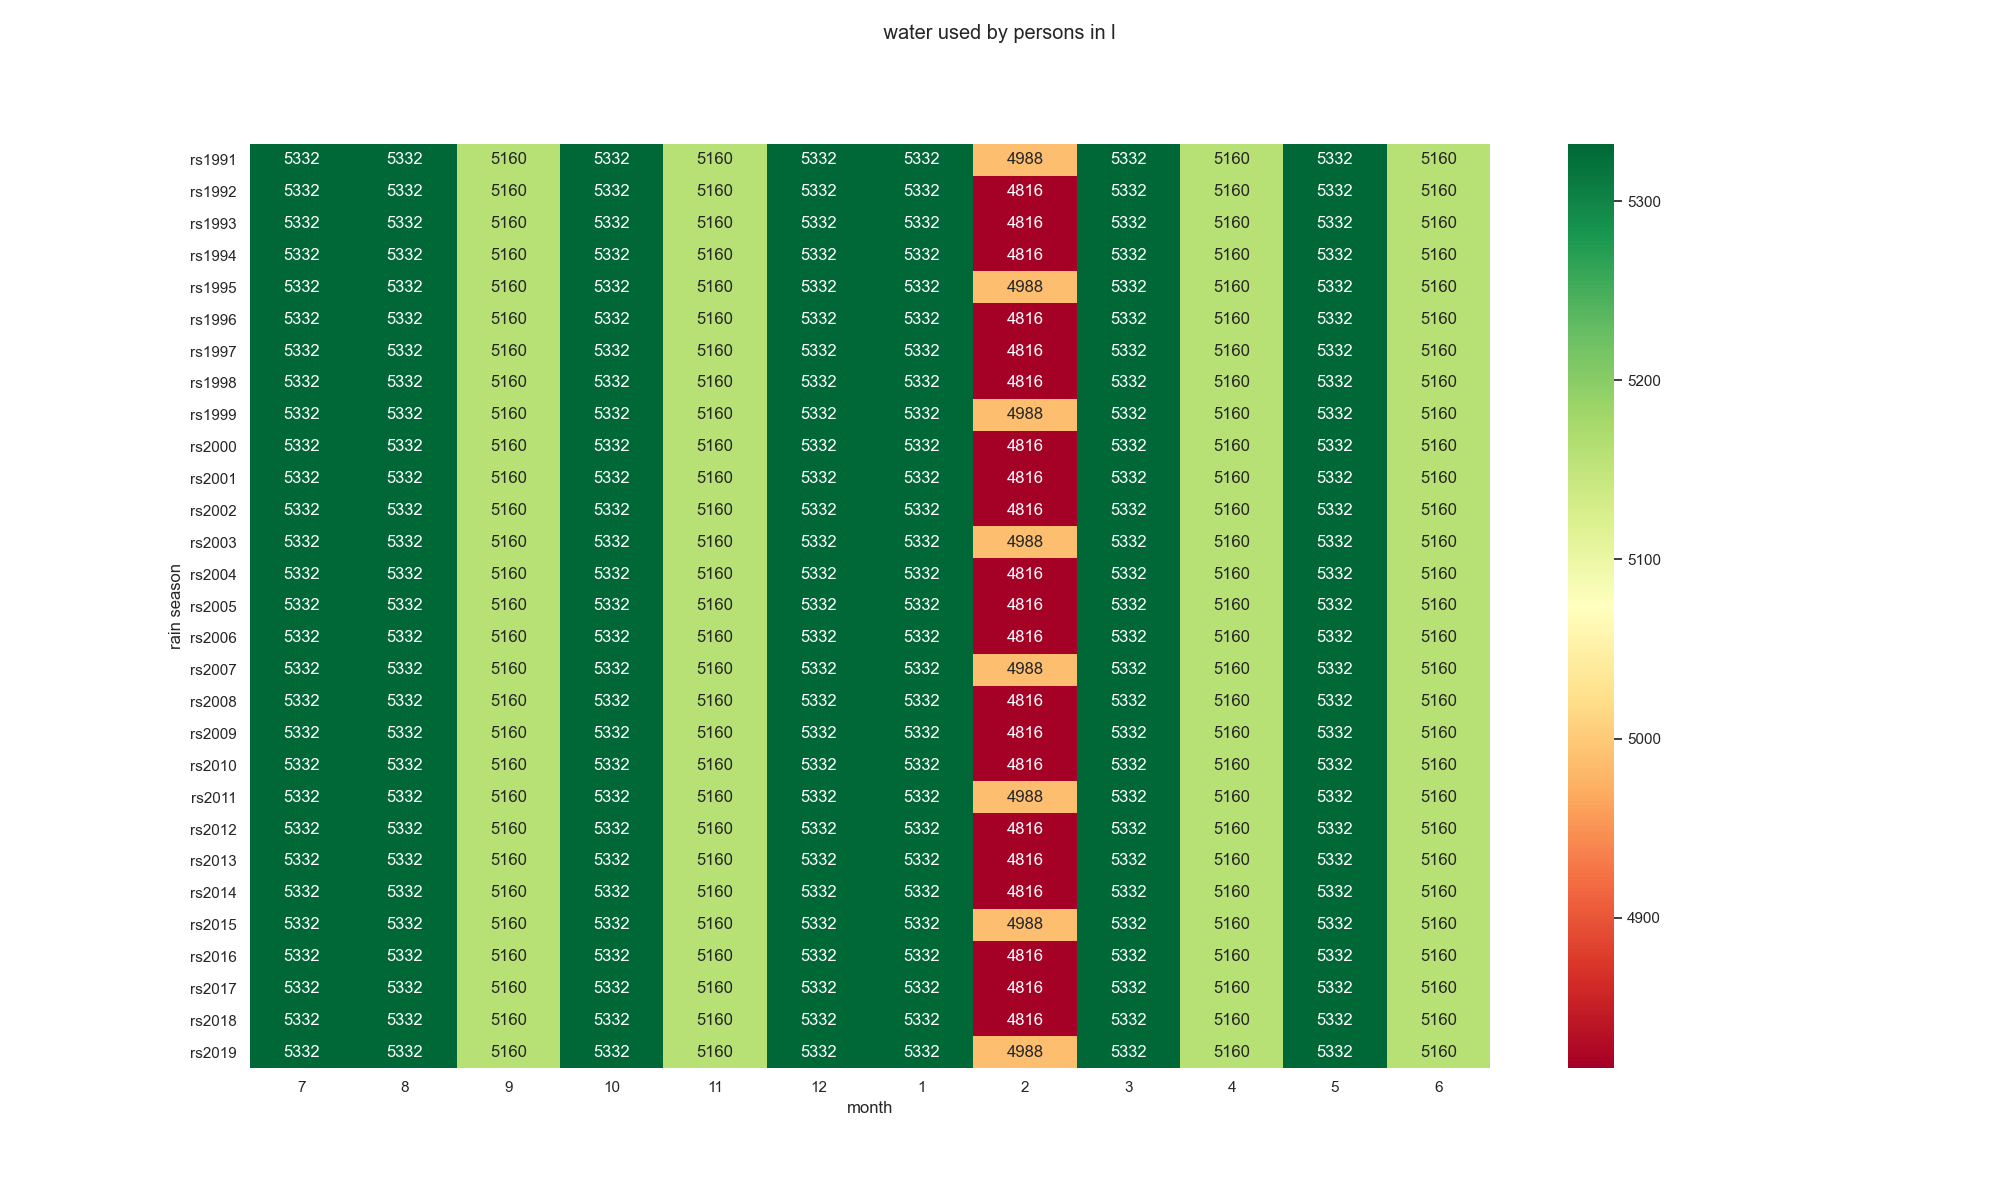 water used by persons in l
rs1991 5332 5332 5160 5332 5160 5332 5332 4988 5332 5160 5332 5160
rs1992 5332 5332 5160 5332 5160 5332 5332 4816 5332 5160 5332 5160
rs1993 5332 5332 5160 5332 5160 5332 5332 4816 5332 5160 5332 5160
rs1994 5332 5332 5160 5332 5160 5332 5332 4816 5332 5160 5332 5160
rs1995 5332 5332 5160 5332 5160 5332 5332 4988 5332 5160 5332 5160
rs1996 5332 5332 5160 5332 5160 5332 5332 4816 5332 5160 5332 5160
rs1997 5332 5332 5160 5332 5160 5332 5332 4816 5332 5160 5332 5160
rs1998 5332 5332 5160 5332 5160 5332 5332 4816 5332 5160 5332 5160
rs1999 5332 5332 5160 5332 5160 5332 5332 4988 5332 5160 5332 5160
rs2000 5332 5332 5160 5332 5160 5332 5332 4816 5332 5160 5332 5160
rs2001 5332 5332 5160 5332 5160 5332 5332 4816 5332 5160 5332 5160
rs2002 5332 5332 5160 5332 5160 5332 5332 4816 5332 5160 5332 5160
rs2003 5332 5332 5160 5332 5160 5332 5332 4988 5332 5160 5332 5160
rs2004 5332 5332 5160 5332 5160 5332 5332 4816 5332 5160 5332 5160
rs2005 5332 5332 5160 5332 5160 5332 5332 4816 5332 5160 5332 5160
rs2006 5332 5332 5160 5332 5160 5332 5332 4816 5332 5160 5332 5160
rs2007 5332 5332 5160 5332 5160 5332 5332 4988 5332 5160 5332 5160
rs2008 5332 5332 5160 5332 5160 5332 5332 4816 5332 5160 5332 5160
rs2009 5332 5332 5160 5332 5160 5332 5332 4816 5332 5160 5332 5160
rs2010 5332 5332 5160 5332 5160 5332 5332 4816 5332 5160 5332 5160
rs2011 5332 5332 5160 5332 5160 5332 5332 4988 5332 5160 5332 5160
rs2012 5332 5332 5160 5332 5160 5332 5332 4816 5332 5160 5332 5160
rs2013 5332 5332 5160 5332 5160 5332 5332 4816 5332 5160 5332 5160
rs2014 5332 5332 5160 5332 5160 5332 5332 4816 5332 5160 5332 5160
rs2015 5332 5332 5160 5332 5160 5332 5332 4988 5332 5160 5332 5160
rs2016 5332 5332 5160 5332 5160 5332 5332 4816 5332 5160 5332 5160
rs2017 5332 5332 5160 5332 5160 5332 5332 4816 5332 5160 5332 5160
rs2018 5332 5332 5160 5332 5160 5332 5332 4816 5332 5160 5332 5160
rs2019 5332 5332 5160 5332 5160 5332 5332 4988 5332 5160 5332 5160
7 8 9 10 11 12 1 2 3 4 5 6
month
rain season
5300
5200
5100
5000
4900